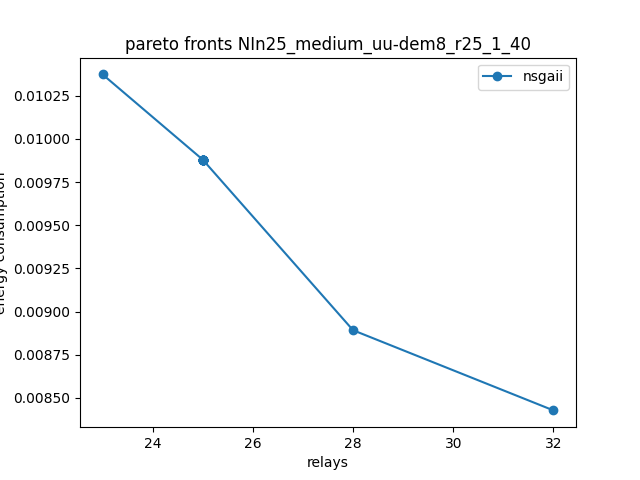 pareto fronts NIn25_medium_uu-dem8_r25_1_40
nsgaii
0.01025
0.01000
0.00975
0.00950
0.00925
0.00900
0.00875
0.00850
energy consumption
24 26 28 30 32
relays